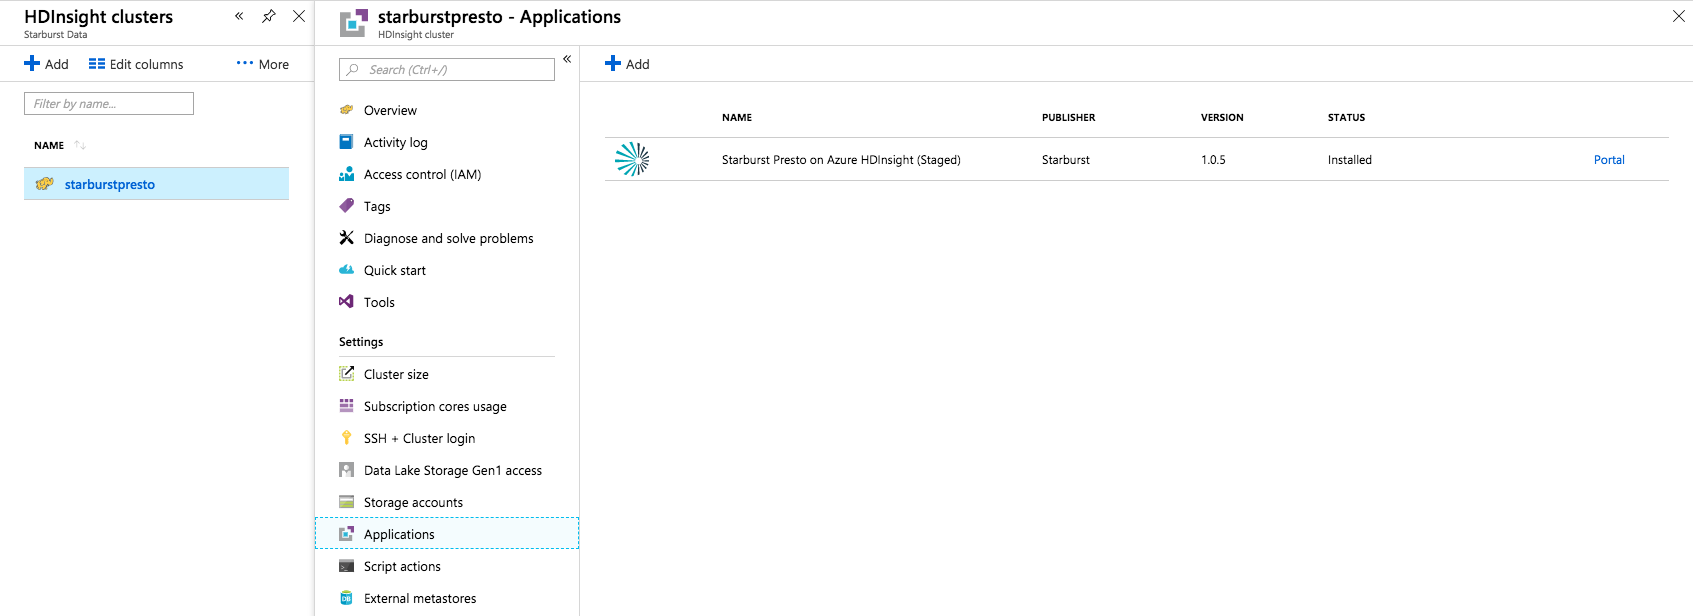 HDInsight clusters
Starburst Data
Add Edit columns More
Filter by name...
NAME
starburstpresto
starburstpresto - Applications
HDInsight cluster
Search (Ctrl+/)
Overview
Activity log
Access control (IAM)
Tags
Diagnose and solve problems
Quick start
Tools
Settings
Cluster size
Subscription cores usage
SSH + Cluster login
Data Lake Storage Gen1 access
Storage accounts
Applications
Script actions
External metastores
Add
NAME PUBLISHER VERSION STATUS
Starburst Presto on Azure HDInsight (Staged) Starburst 1.0.5 Installed Portal